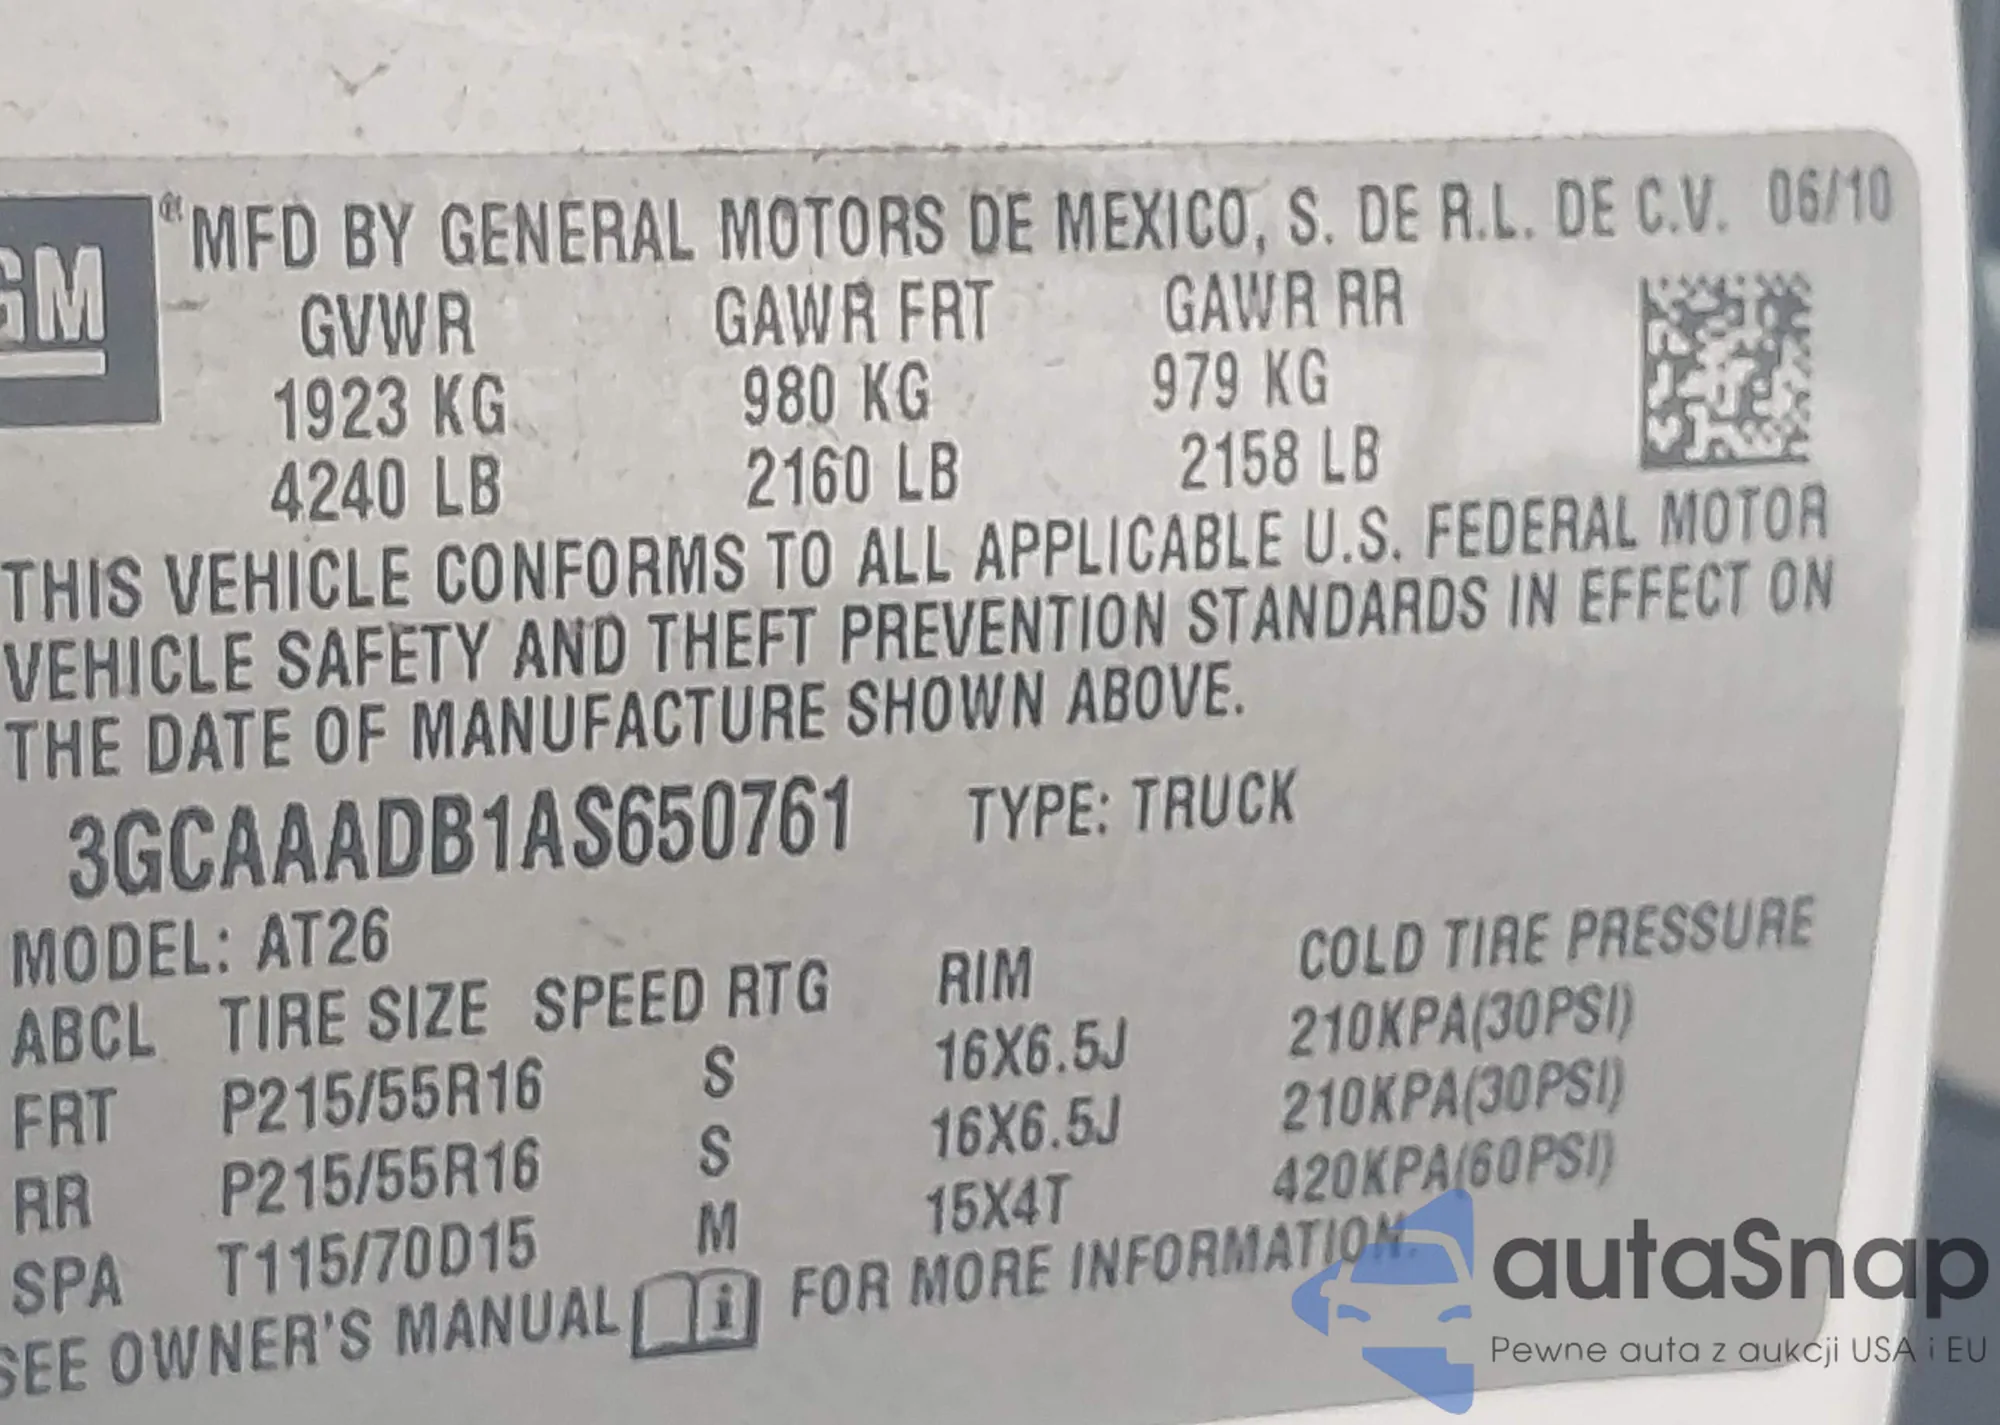 GM
MFD BY GENERAL MOTORS DE MEXICO, S. DE R.L. DE C.V. 06/10
GVWR GAWR FRT GAWR RR
1923 KG 980 KG 979 KG
4240 LB 2160 LB 2158 LB
THIS VEHICLE CONFORMS TO ALL APPLICABLE U.S. FEDERAL MOTOR
VEHICLE SAFETY AND THEFT PREVENTION STANDARDS IN EFFECT ON
THE DATE OF MANUFACTURE SHOWN ABOVE.
3GCAAADB1AS650761 TYPE: TRUCK
MODEL: AT26
ABCL TIRE SIZE SPEED RTG RIM COLD TIRE PRESSURE
FRT P215/55R16 S 16X6.5J 210KPA(30PSI)
RR P215/55R16 S 16X6.5J 210KPA(30PSI)
SPA T115/70D15 M 15X4T 420KPA(60PSI)
SEE OWNER'S MANUAL i FOR MORE INFORMATION.
autaSnap
Pewne auta z aukcji USA i EU